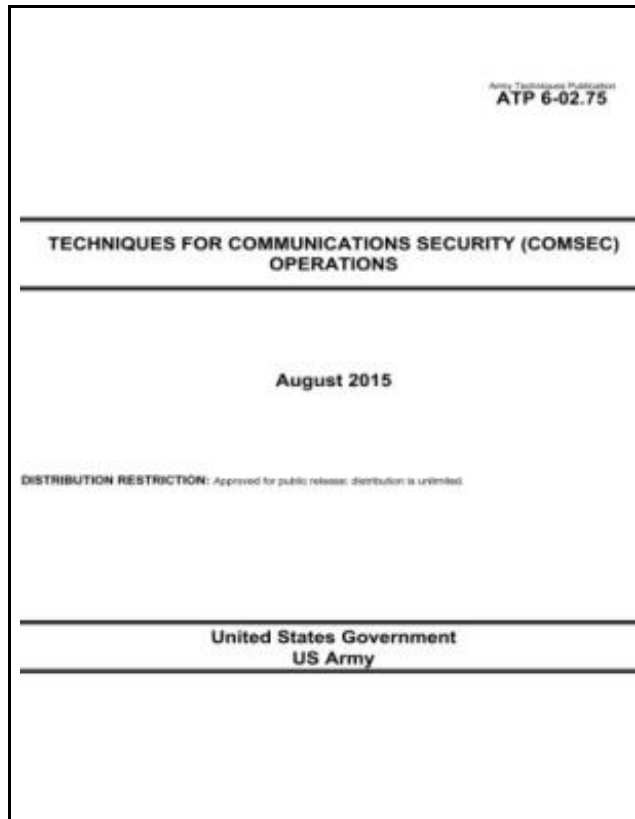 Army Techniques Publication
ATP 6-02.75
TECHNIQUES FOR COMMUNICATIONS SECURITY (COMSEC)
OPERATIONS
August 2015
DISTRIBUTION RESTRICTION: Approved for public release; distribution is unlimited.
United States Government
US Army